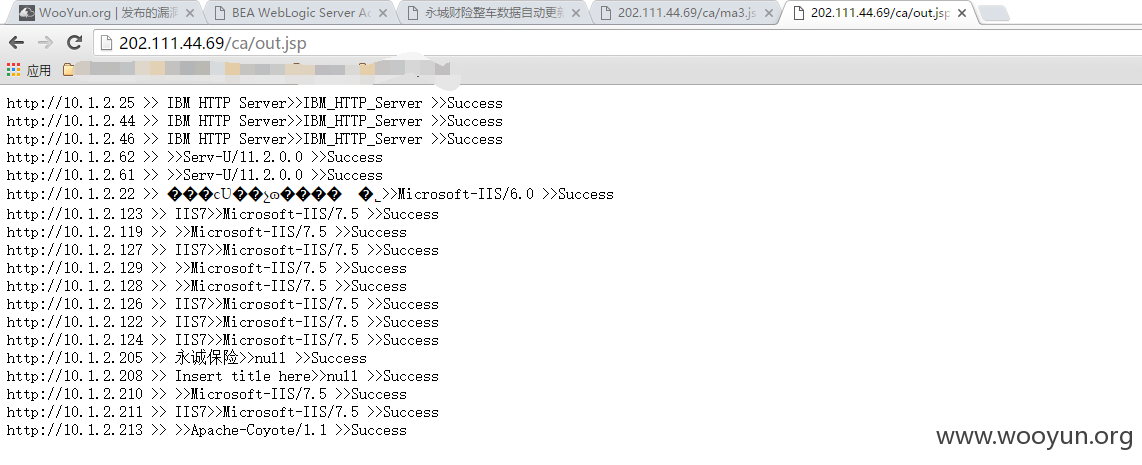 WooYun.org | 发布的漏洞
BEA WebLogic Server Ad
永城财险整车数据自动更新
202.111.44.69/ca/ma3.js
202.111.44.69/ca/out.jsp
202.111.44.69/ca/out.jsp
应用
http://10.1.2.25 >> IBM HTTP Server>>IBM_HTTP_Server >>Success
http://10.1.2.44 >> IBM HTTP Server>>IBM_HTTP_Server >>Success
http://10.1.2.46 >> IBM HTTP Server>>IBM_HTTP_Server >>Success
http://10.1.2.62 >> >>Serv-U/11.2.0.0 >>Success
http://10.1.2.61 >> >>Serv-U/11.2.0.0 >>Success
http://10.1.2.22 >> >>Microsoft-IIS/6.0 >>Success
http://10.1.2.123 >> IIS7>>Microsoft-IIS/7.5 >>Success
http://10.1.2.119 >> >>Microsoft-IIS/7.5 >>Success
http://10.1.2.127 >> IIS7>>Microsoft-IIS/7.5 >>Success
http://10.1.2.129 >> >>Microsoft-IIS/7.5 >>Success
http://10.1.2.128 >> >>Microsoft-IIS/7.5 >>Success
http://10.1.2.126 >> IIS7>>Microsoft-IIS/7.5 >>Success
http://10.1.2.122 >> IIS7>>Microsoft-IIS/7.5 >>Success
http://10.1.2.124 >> IIS7>>Microsoft-IIS/7.5 >>Success
http://10.1.2.205 >> 永诚保险>>null >>Success
http://10.1.2.208 >> Insert title here>>null >>Success
http://10.1.2.210 >> >>Microsoft-IIS/7.5 >>Success
http://10.1.2.211 >> IIS7>>Microsoft-IIS/7.5 >>Success
http://10.1.2.213 >> >>Apache-Coyote/1.1 >>Success
www.wooyun.org